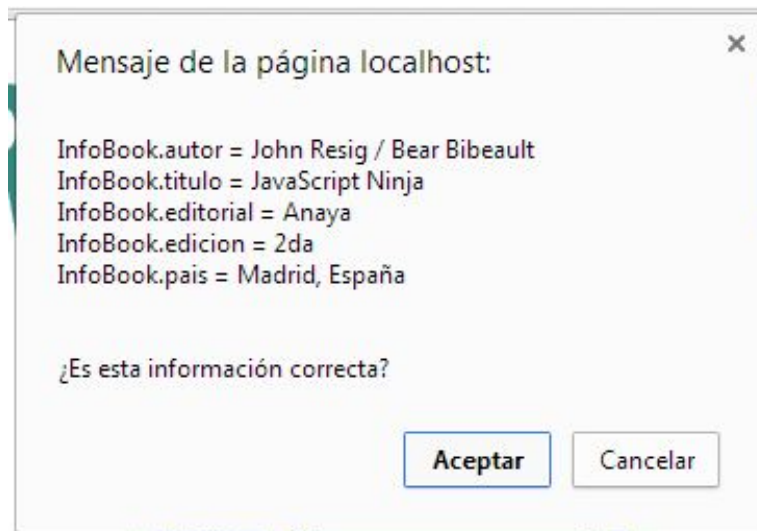 Mensaje de la página localhost:
InfoBook.autor = John Resig / Bear Bibeault
InfoBook.titulo = JavaScript Ninja
InfoBook.editorial = Anaya
InfoBook.edicion = 2da
InfoBook.pais = Madrid, España
¿Es esta información correcta?
Aceptar Cancelar